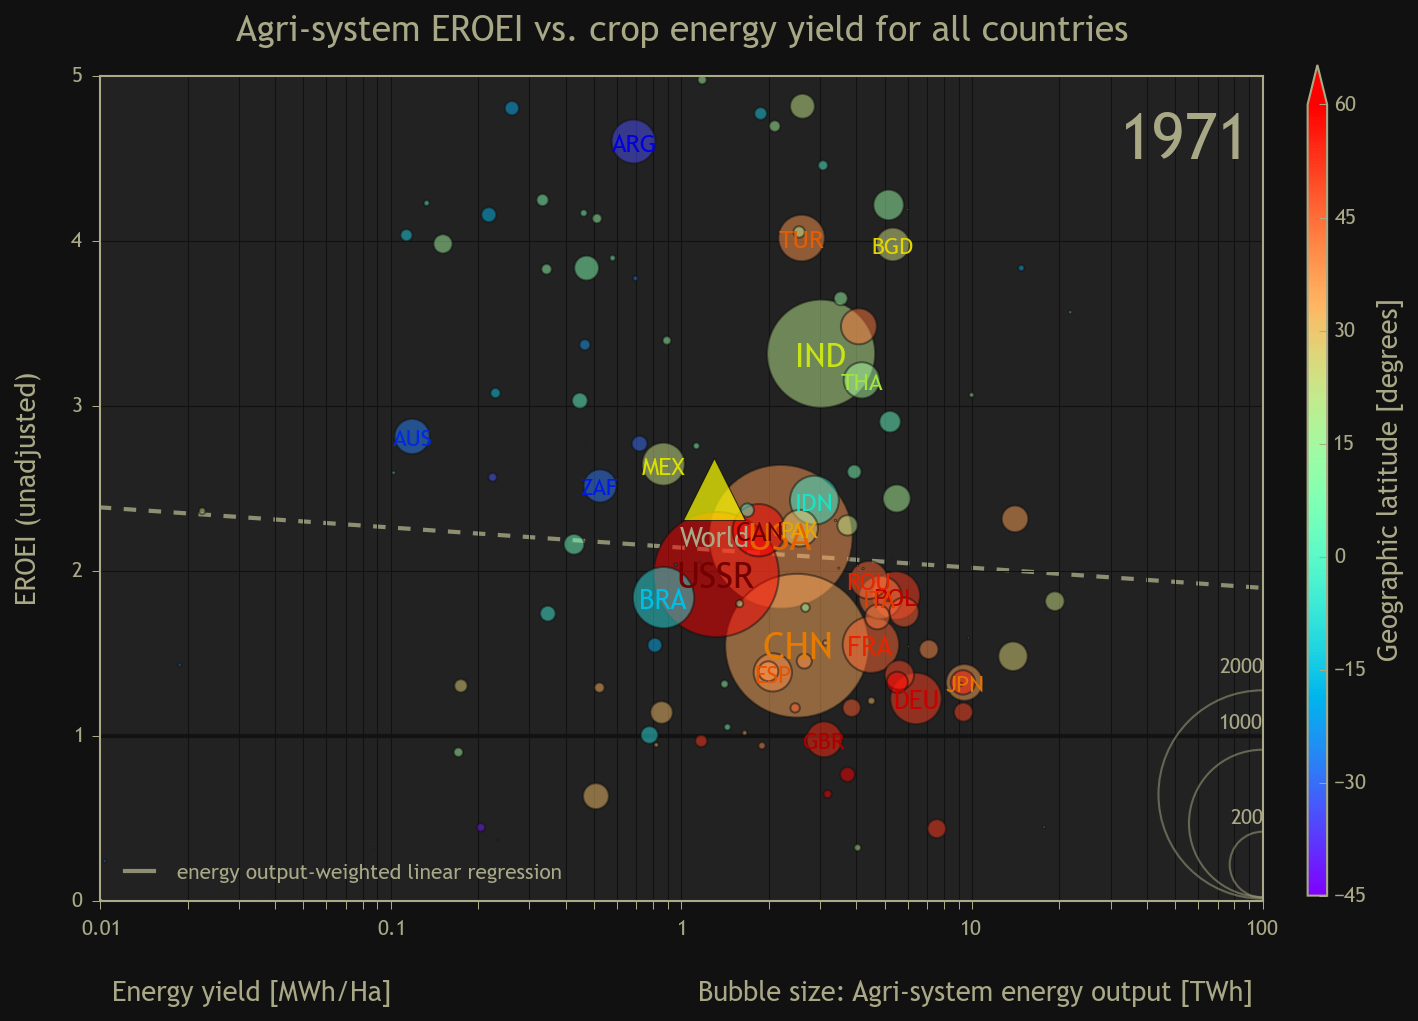 Agri-system EROEI vs. crop energy yield for all countries
1971
5
4
3
2
1
0
EROEI (unadjusted)
ARG
TUR
BGD
IND
THA
AUS
MEX
ZAF
IDN
CAN
PAK
USA
World
USSR
BRA
ROU
POL
CHN
FRA
ESP
JPN
DEU
GBR
2000
1000
200
energy output-weighted linear regression
0.01
0.1
1
10
100
Energy yield [MWh/Ha]
Bubble size: Agri-system energy output [TWh]
60
45
30
15
0
−15
−30
−45
Geographic latitude [degrees]